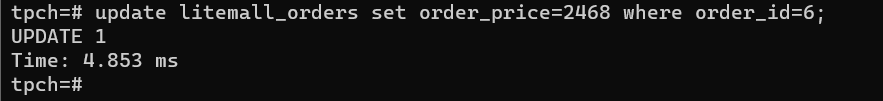 tpch=# update litemall_orders set order_price=2468 where order_id=6;
UPDATE 1
Time: 4.853 ms
tpch=#